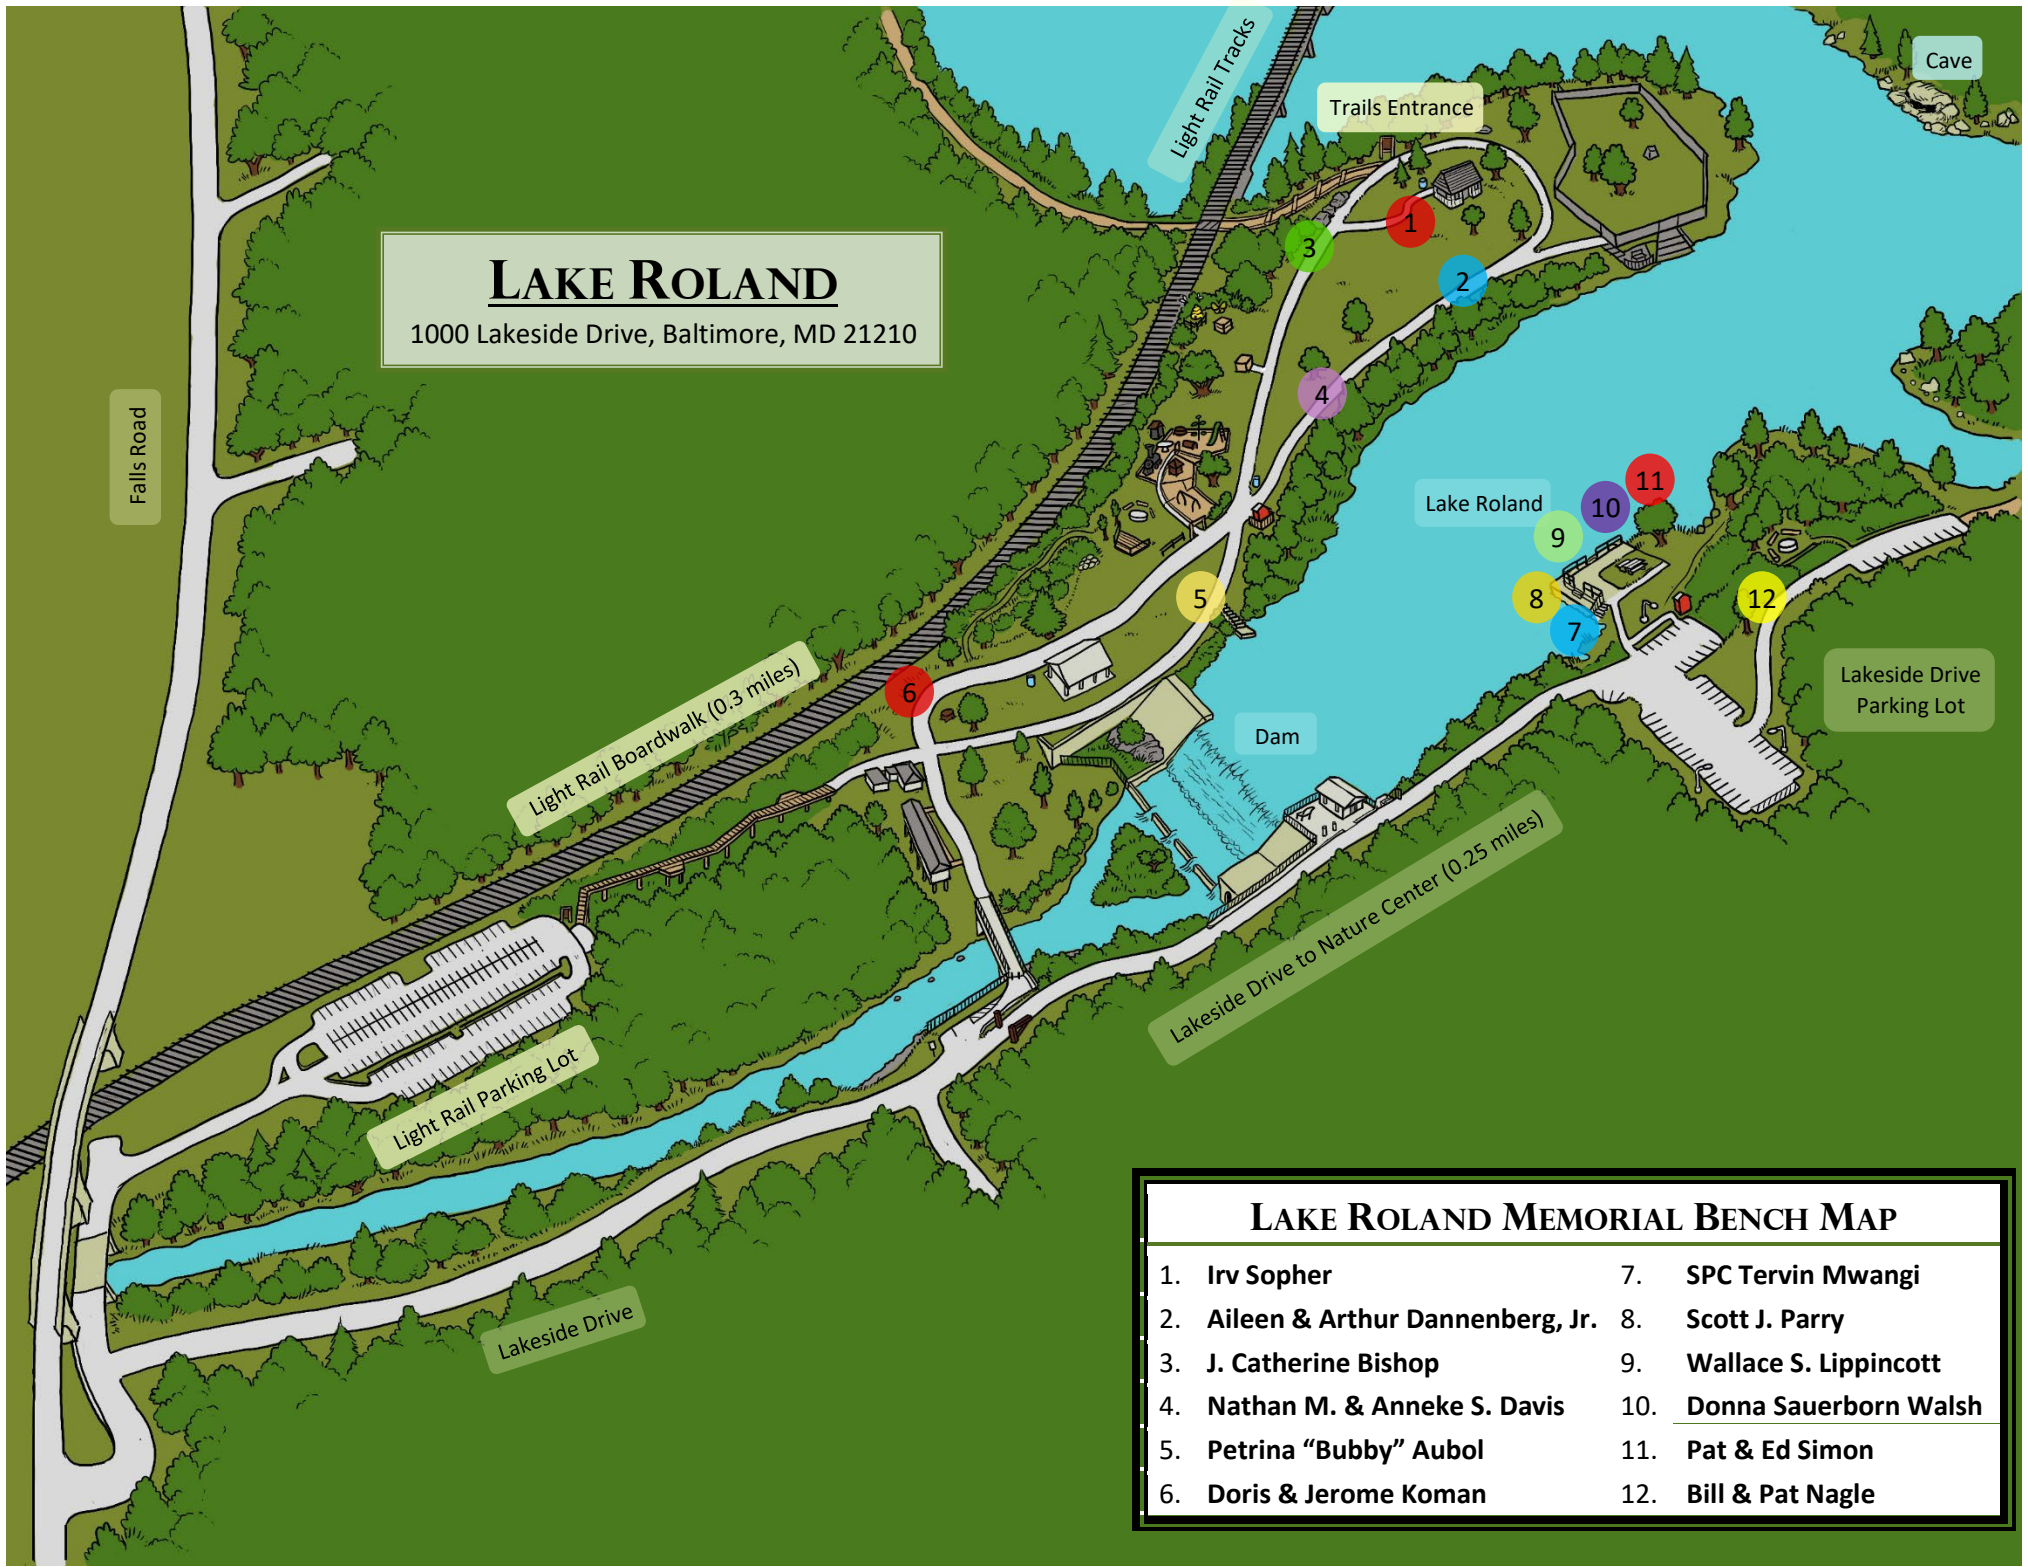 Cave
Light Rail Tracks
Trails Entrance
LAKE ROLAND
1000 Lakeside Drive, Baltimore, MD 21210
1
3
2
4
Falls Road
11
Lake Roland
10
9
5
8
12
7
Light Rail Boardwalk (0.3 miles)
6
Lakeside Drive
Parking Lot
Dam
Lakeside Drive to Nature Center (0.25 miles)
Light Rail Parking Lot
Lakeside Drive
LAKE ROLAND MEMORIAL BENCH MAP
1. Irv Sopher
2. Aileen & Arthur Dannenberg, Jr.
3. J. Catherine Bishop
4. Nathan M. & Anneke S. Davis
5. Petrina “Bubby” Aubol
6. Doris & Jerome Koman
7. SPC Tervin Mwangi
8. Scott J. Parry
9. Wallace S. Lippincott
10. Donna Sauerborn Walsh
11. Pat & Ed Simon
12. Bill & Pat Nagle